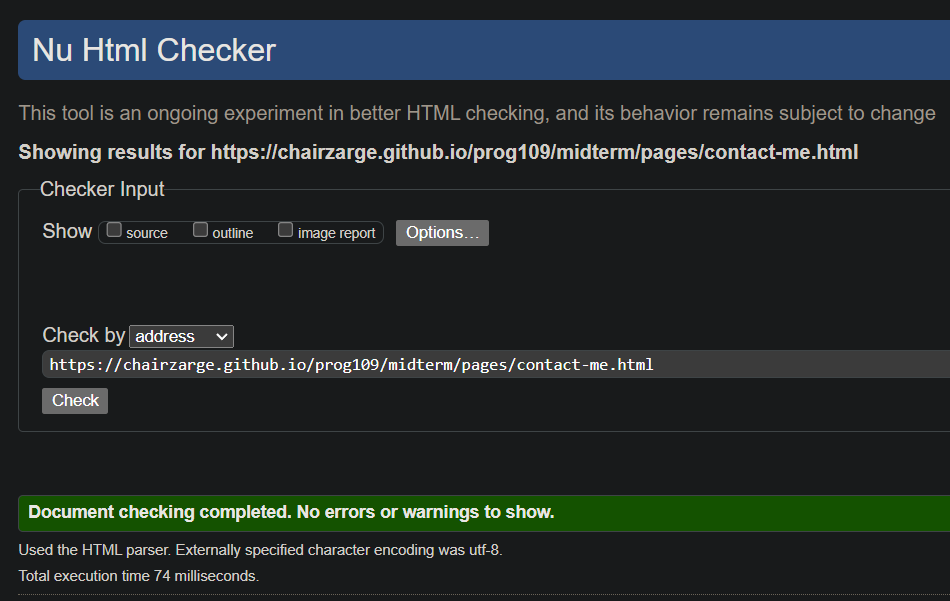 Nu Html Checker
This tool is an ongoing experiment in better HTML checking, and its behavior remains subject to change
Showing results for https://chairzarge.github.io/prog109/midterm/pages/contact-me.html
Checker Input
Show source outline image report Options…
Check by address
https://chairzarge.github.io/prog109/midterm/pages/contact-me.html
Check
Document checking completed. No errors or warnings to show.
Used the HTML parser. Externally specified character encoding was utf-8.
Total execution time 74 milliseconds.